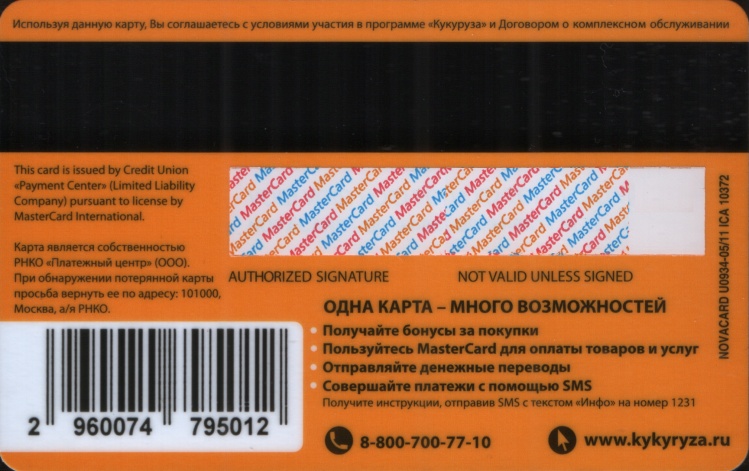 Используя данную карту, Вы соглашаетесь с условиями участия в программе «Кукуруза» и Договором о комплексном обслуживании
This card is issued by Credit Union
«Payment Center» (Limited Liability
Company) pursuant to license by
MasterCard International.
Карта является собственностью
РНКО «Платежный центр» (ООО).
При обнаружении потерянной карты
просьба вернуть ее по адресу: 101000,
Москва, а/я РНКО.
MasterCard MasterCard MasterCard MasterCard
AUTHORIZED SIGNATURE NOT VALID UNLESS SIGNED
NOVACARD U0934-05/11 ICA 10372
ОДНА КАРТА – МНОГО ВОЗМОЖНОСТЕЙ
• Получайте бонусы за покупки
• Пользуйтесь MasterCard для оплаты товаров и услуг
• Отправляйте денежные переводы
• Совершайте платежи с помощью SMS
Получите инструкции, отправив SMS с текстом «Инфо» на номер 1231
2 960074 795012
8-800-700-77-10
www.kykyryza.ru